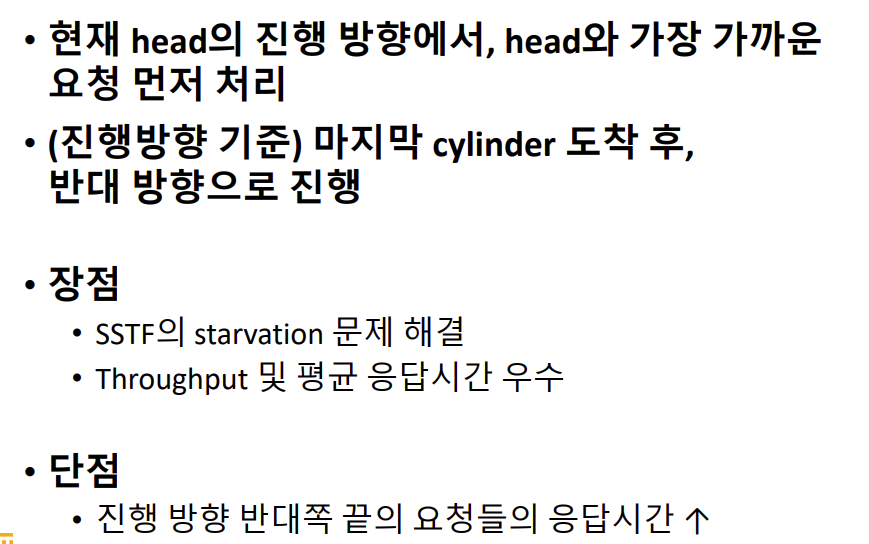 • 현재 head의 진행 방향에서, head와 가장 가까운
요청 먼저 처리
• (진행방향 기준) 마지막 cylinder 도착 후,
반대 방향으로 진행
• 장점
• SSTF의 starvation 문제 해결
• Throughput 및 평균 응답시간 우수
• 단점
• 진행 방향 반대쪽 끝의 요청들의 응답시간 ↑